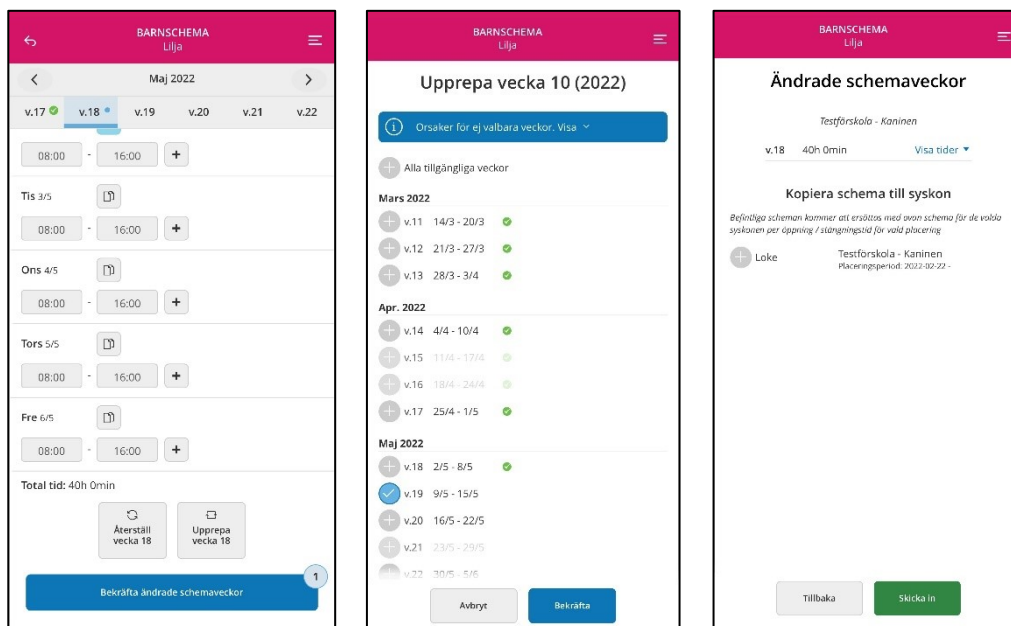 BARNSCHEMA
Lilja
Maj 2022
v.17 v.18 v.19 v.20 v.21 v.22
08:00 - 16:00 +
Tis 3/5
08:00 - 16:00 +
Ons 4/5
08:00 - 16:00 +
Tors 5/5
08:00 - 16:00 +
Fre 6/5
08:00 - 16:00 +
Total tid: 40h 0min
Återställ
vecka 18
Upprepa
vecka 18
Bekräfta ändrade schemaveckor
1
BARNSCHEMA
Lilja
Upprepa vecka 10 (2022)
Orsaker för ej valbara veckor. Visa
Alla tillgängliga veckor
Mars 2022
v.11 14/3 - 20/3
v.12 21/3 - 27/3
v.13 28/3 - 3/4
Apr. 2022
v.14 4/4 - 10/4
v.15 11/4 - 17/4
v.16 18/4 - 24/4
v.17 25/4 - 1/5
Maj 2022
v.18 2/5 - 8/5
v.19 9/5 - 15/5
v.20 16/5 - 22/5
v.21 23/5 - 29/5
v.22 30/5 - 5/6
Avbryt
Bekräfta
BARNSCHEMA
Lilja
Ändrade schemaveckor
Testförskola - Kaninen
v.18 40h 0min Visa tider
Kopiera schema till syskon
Befintliga scheman kommer att ersättas med ovan schema för de valda
syskonen per öppning / stängningstid för vald placering
Loke Testförskola - Kaninen
Placeringsperiod: 2022-02-22 -
Tillbaka
Skicka in